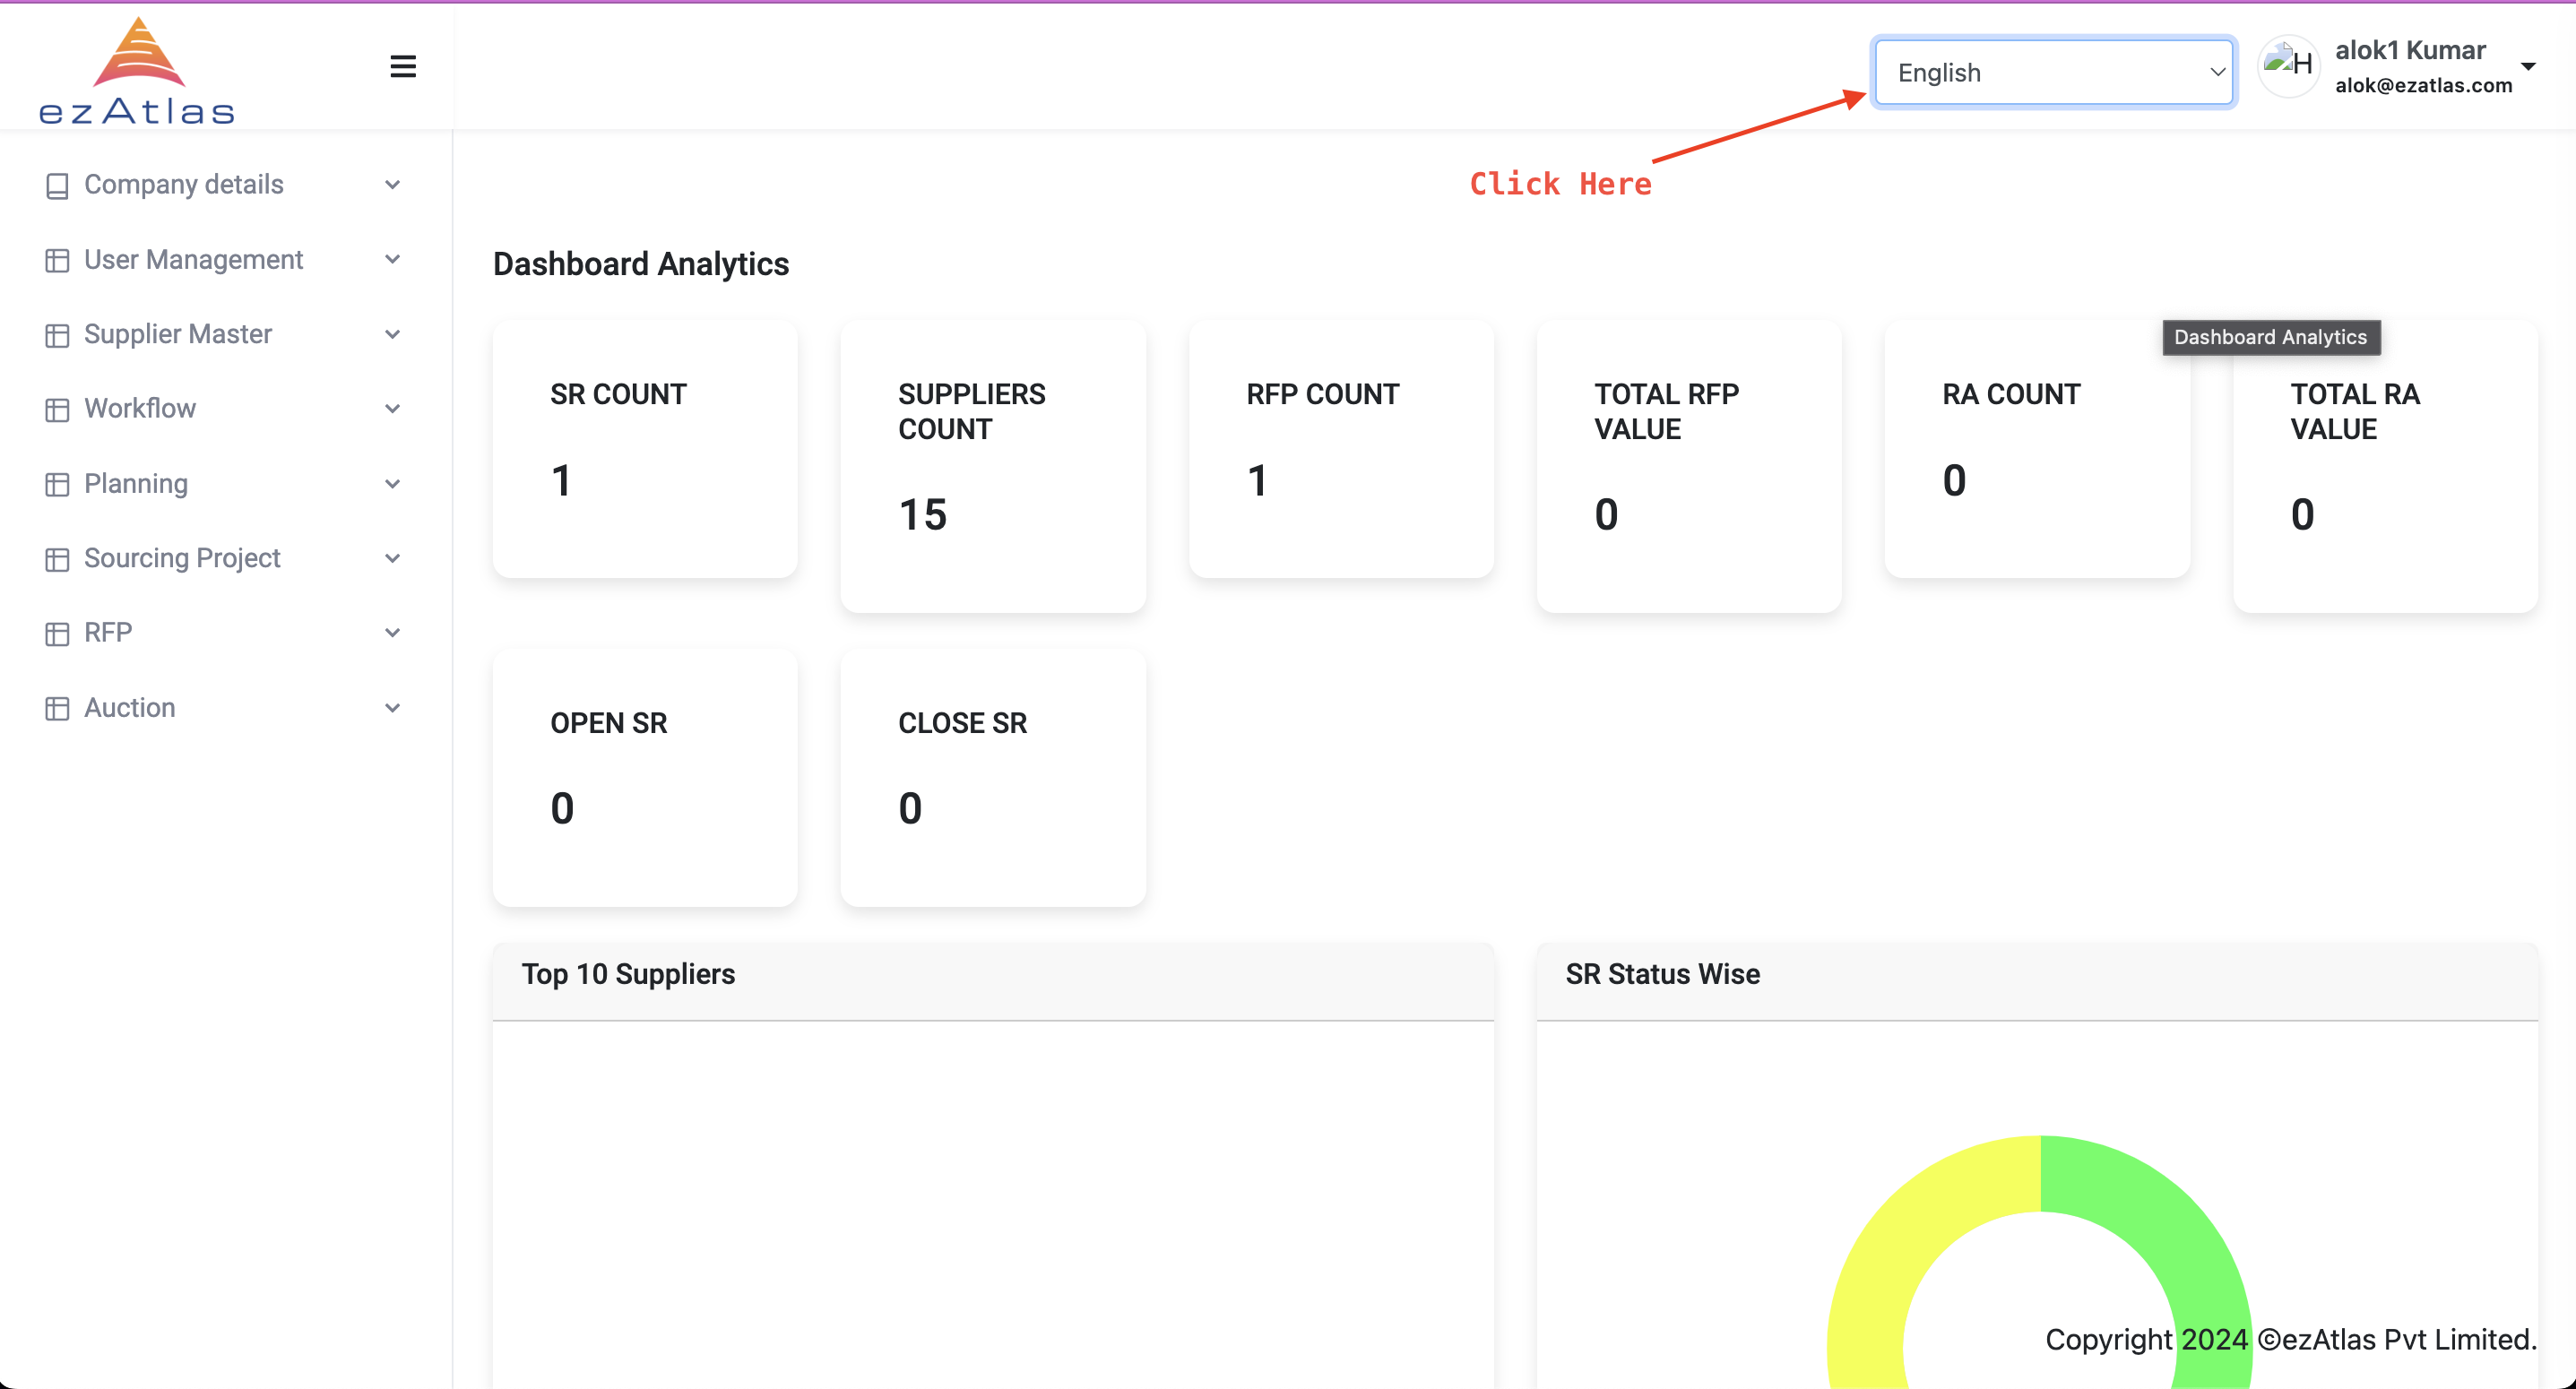 ezAtlas
English
H
alok1 Kumar
alok@ezatlas.com
Click Here
Company details
User Management
Supplier Master
Workflow
Planning
Sourcing Project
RFP
Auction
Dashboard Analytics
Dashboard Analytics
SR COUNT
1
SUPPLIERS
COUNT
15
RFP COUNT
1
TOTAL RFP
VALUE
0
RA COUNT
0
TOTAL RA
VALUE
0
OPEN SR
0
CLOSE SR
0
Top 10 Suppliers
SR Status Wise
Copyright 2024 ©ezAtlas Pvt Limited.